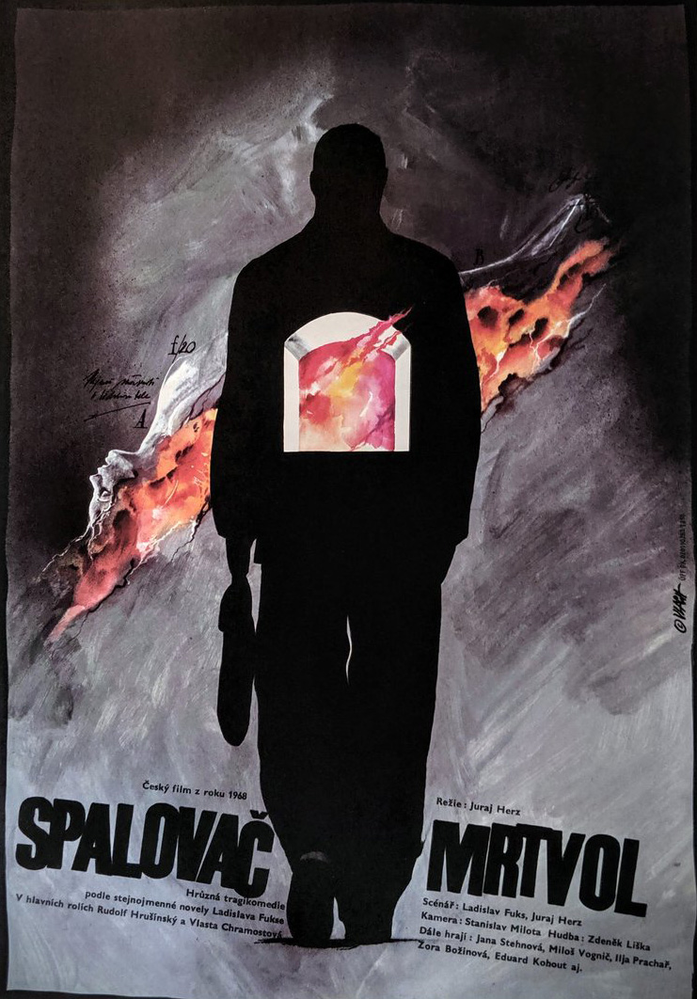 f/20
A
B
Český film z roku 1968
SPALOVAČ
Hrůzná tragikomedie
podle stejnojmenné novely Ladislava Fukse
V hlavních rolích Rudolf Hrušínský a Vlasta Chramostová
Režie : Juraj Herz
MRTVOL
Scénář : Ladislav Fuks, Juraj Herz
Kamera : Stanislav Milota Hudba : Zdeněk Liška
Dále hrají : Jana Stehnová, Miloš Vognič, Ilja Prachař,
Zora Božinová, Eduard Kohout aj.